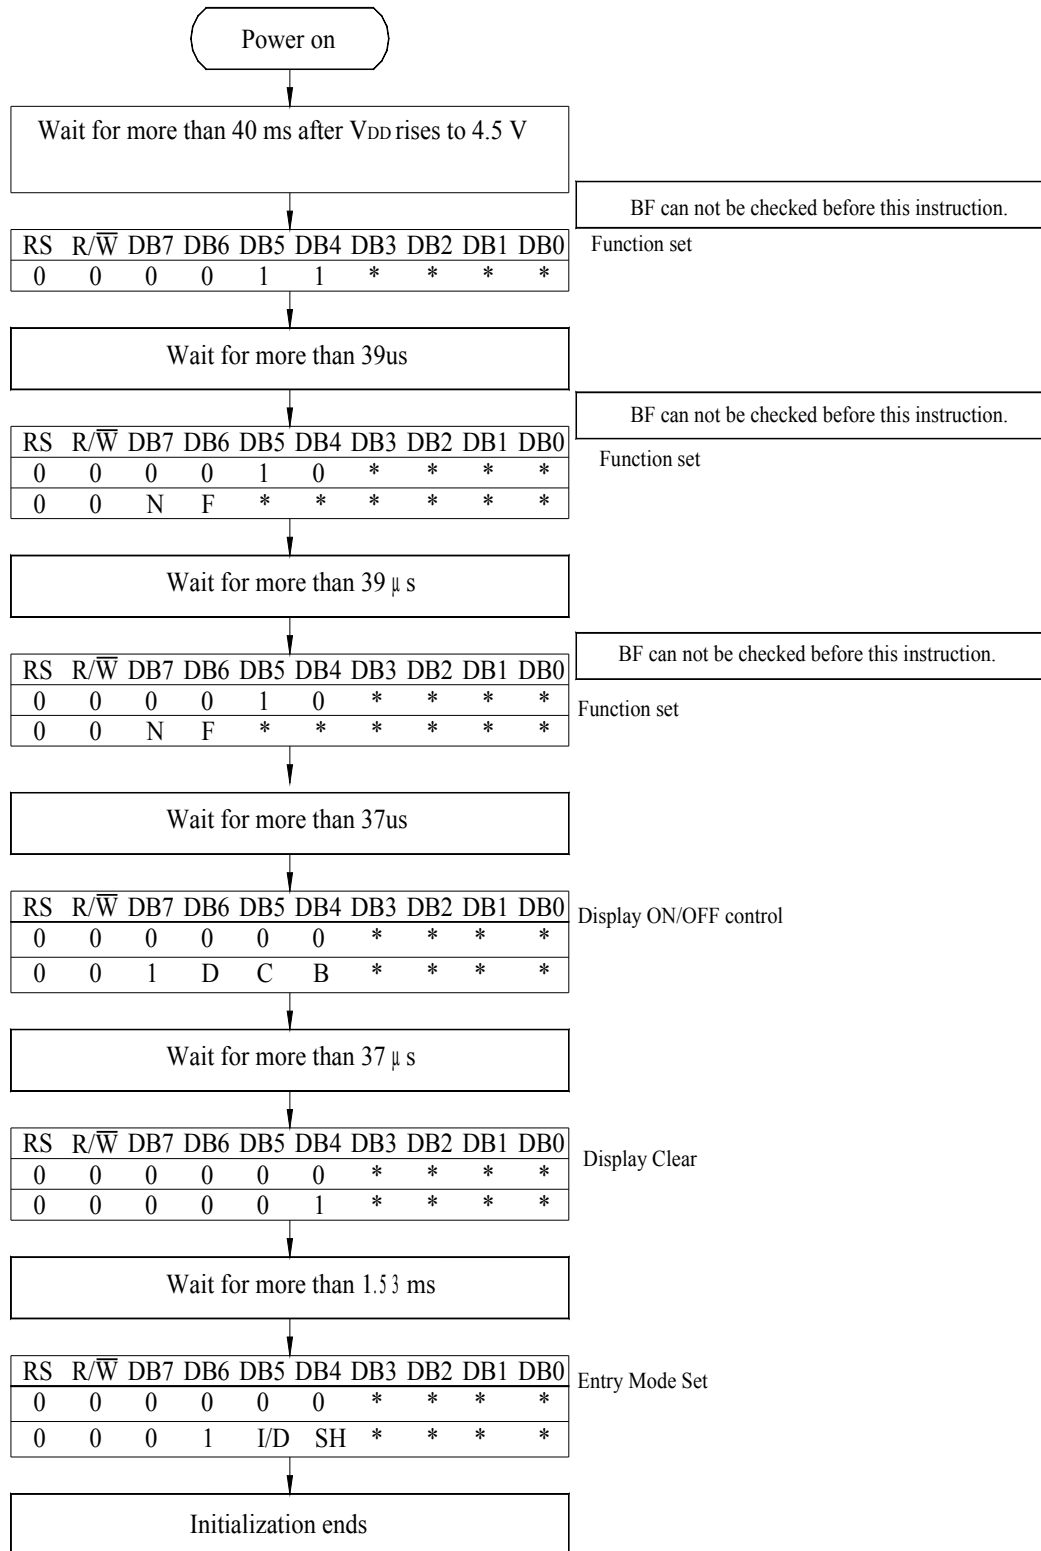 Power on
Wait for more than 40 ms after VDD rises to 4.5 V
BF can not be checked before this instruction.
RS R/W̅ DB7 DB6 DB5 DB4 DB3 DB2 DB1 DB0
Function set
0 0 0 0 1 1 * * * *
Wait for more than 39us
BF can not be checked before this instruction.
RS R/W̅ DB7 DB6 DB5 DB4 DB3 DB2 DB1 DB0
Function set
0 0 0 0 1 0 * * * *
0 0 N F * * * * * *
Wait for more than 39 μ s
BF can not be checked before this instruction.
RS R/W̅ DB7 DB6 DB5 DB4 DB3 DB2 DB1 DB0
0 0 0 0 1 0 * * * *
Function set
0 0 N F * * * * * *
Wait for more than 37us
RS R/W̅ DB7 DB6 DB5 DB4 DB3 DB2 DB1 DB0
Display ON/OFF control
0 0 0 0 0 0 * * * *
0 0 1 D C B * * * *
Wait for more than 37 μ s
RS R/W̅ DB7 DB6 DB5 DB4 DB3 DB2 DB1 DB0
Display Clear
0 0 0 0 0 0 * * * *
0 0 0 0 0 1 * * * *
Wait for more than 1.53 ms
RS R/W̅ DB7 DB6 DB5 DB4 DB3 DB2 DB1 DB0
Entry Mode Set
0 0 0 0 0 0 * * * *
0 0 0 1 I/D SH * * * *
Initialization ends